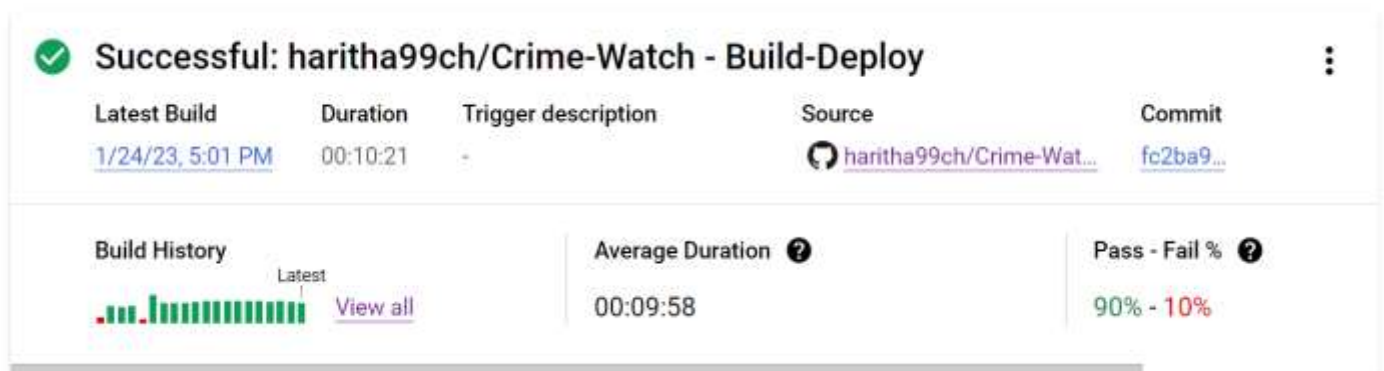 Successful: haritha99ch/Crime-Watch - Build-Deploy
Latest Build Duration Trigger description Source Commit
1/24/23, 5:01 PM 00:10:21 - haritha99ch/Crime-Wat... fc2ba9...
Build History Average Duration Pass - Fail %
Latest
View all 00:09:58 90% - 10%